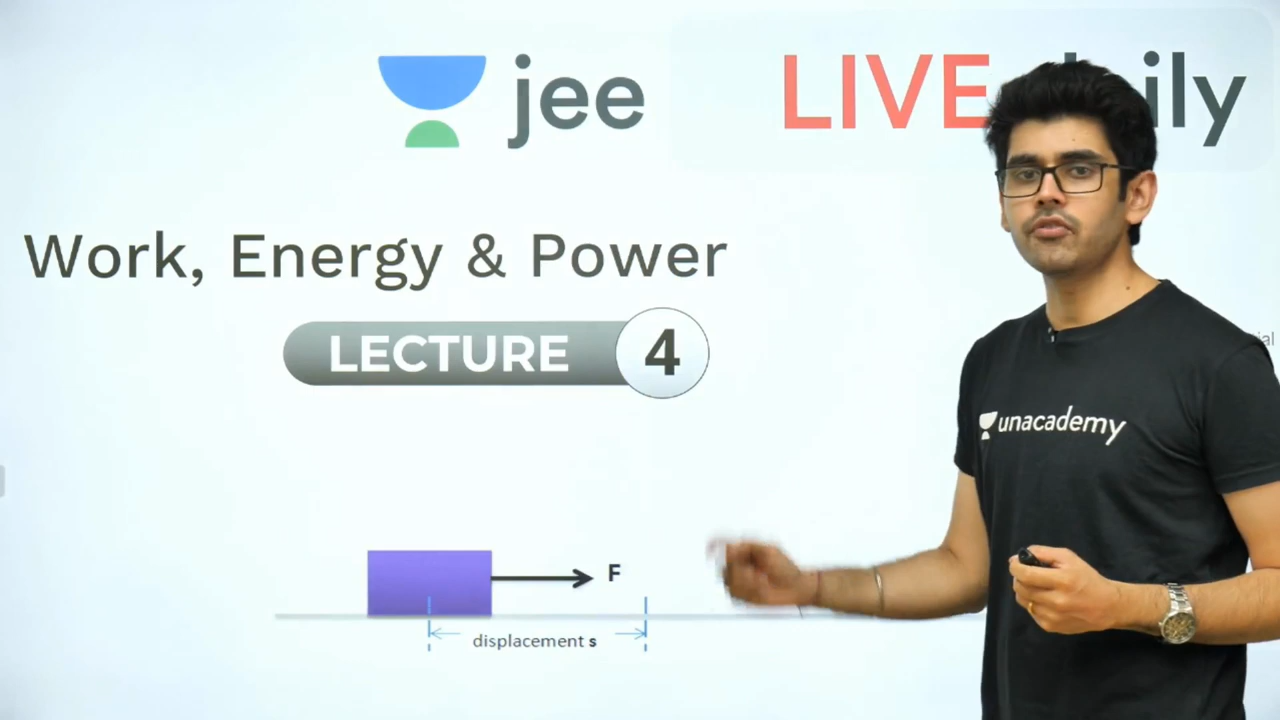 jee
LIVE
Work, Energy & Power
LECTURE 4
unacademy
F
displacement s